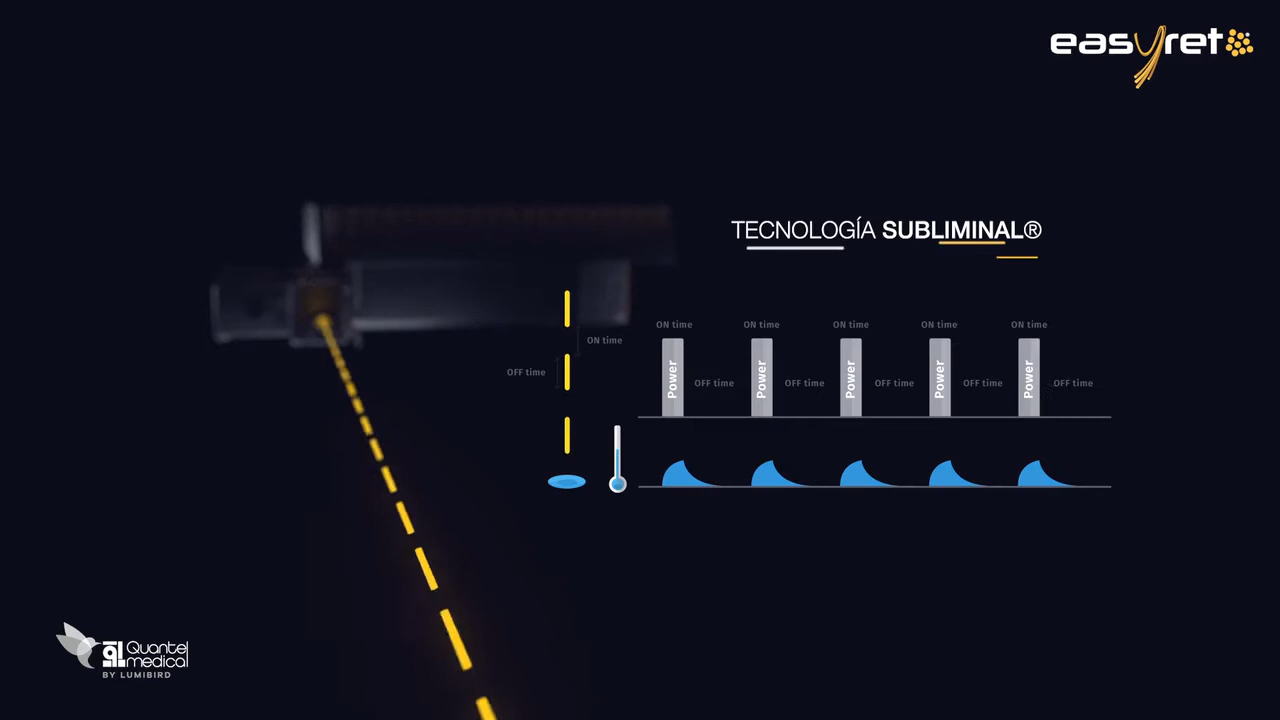 easyret
TECNOLOGÍA SUBLIMINAL®
ON time ON time ON time ON time ON time
ON time
OFF time
Power OFF time Power OFF time Power OFF time Power OFF time Power OFF time
Quantel
medical
BY LUMIBIRD